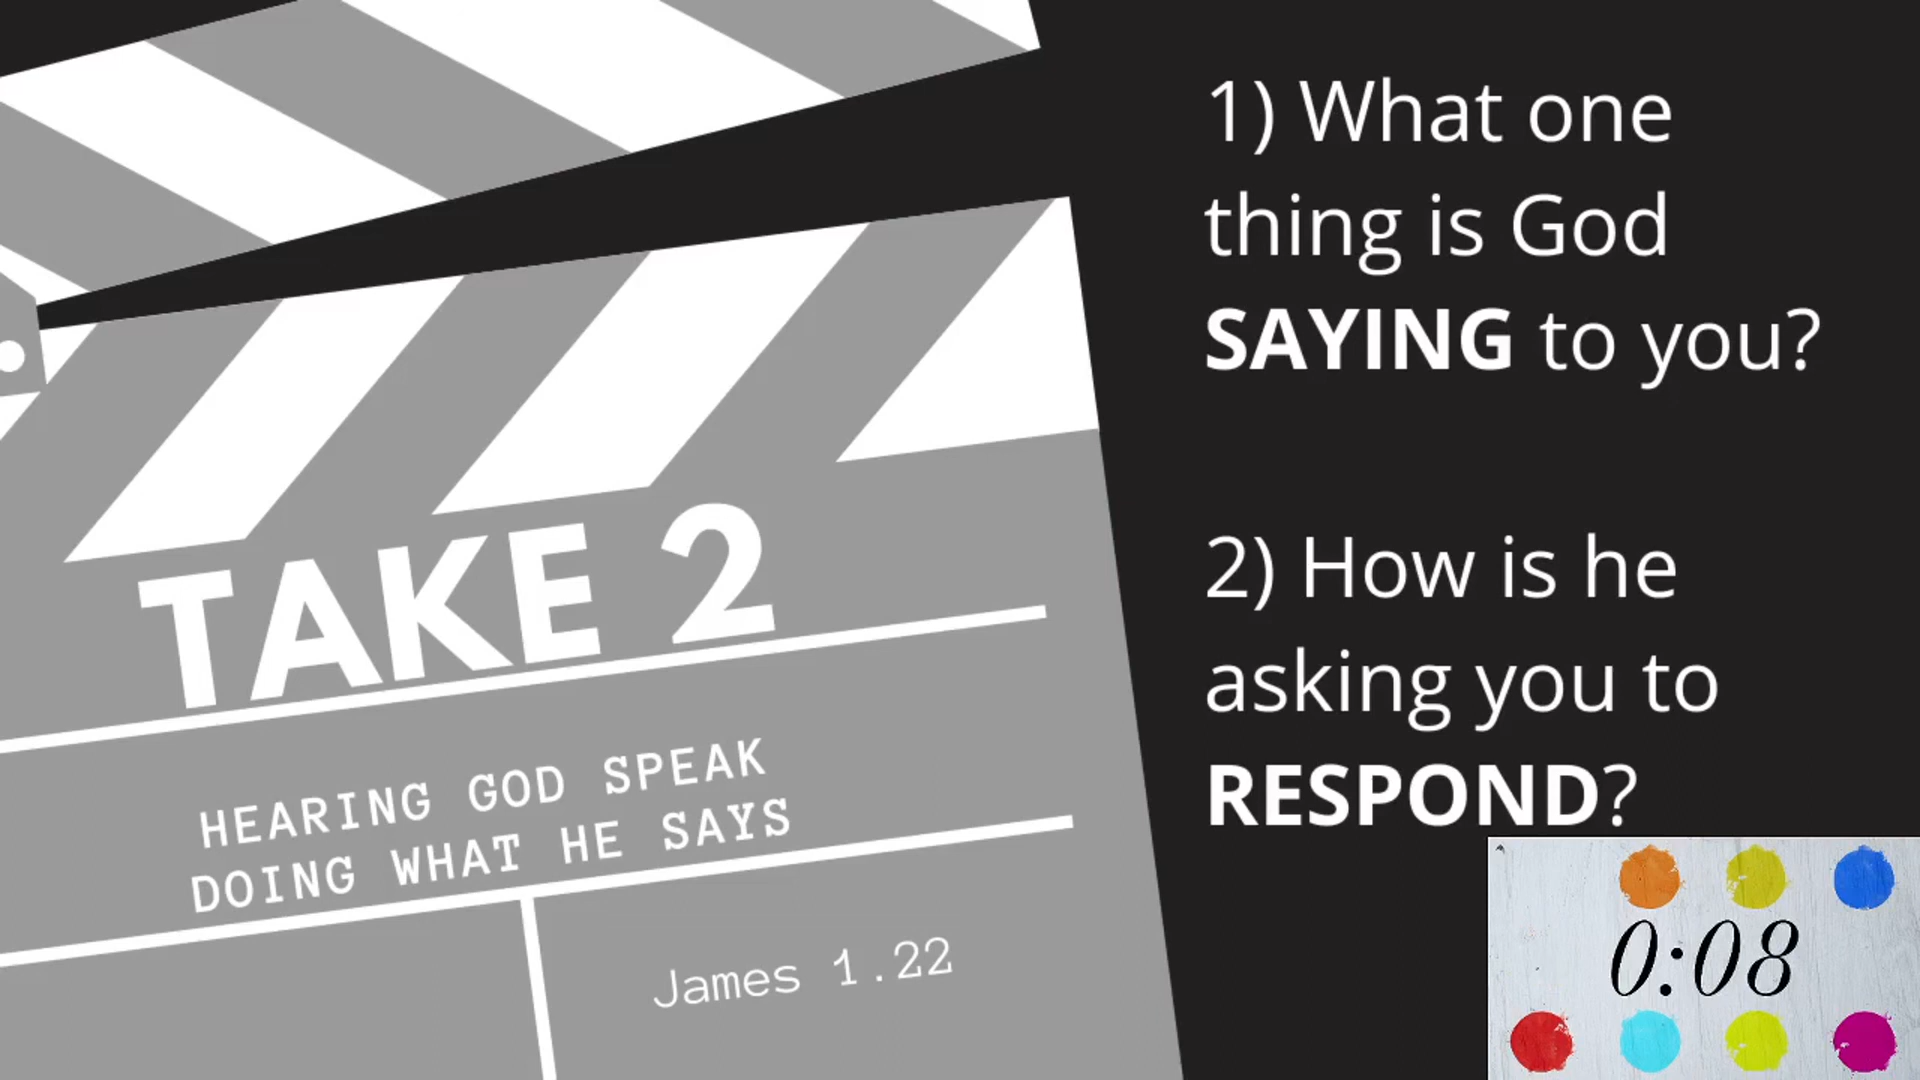 TAKE 2
HEARING GOD SPEAK
DOING WHAT HE SAYS
James 1.22
1) What one
thing is God
SAYING to you?
2) How is he
asking you to
RESPOND?
0:08